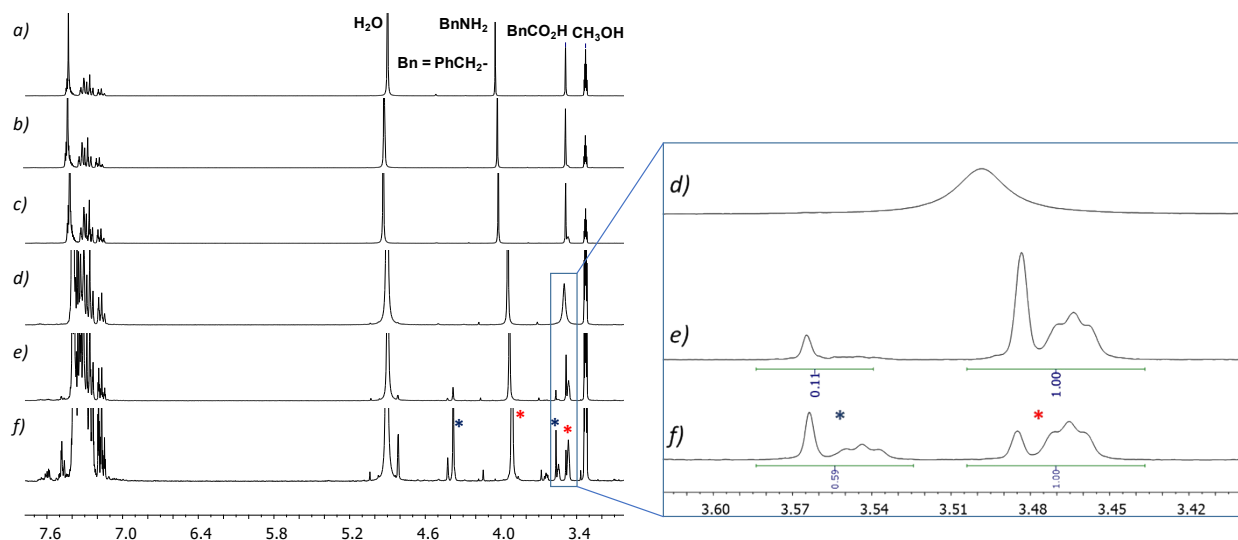 a)
H₂O
BnNH₂
BnCO₂H
CH₃OH
Bn = PhCH₂-
b)
c)
d)
e)
f)
*
*
*
*
7.6
7.0
6.4
5.8
5.2
4.6
4.0
3.4
d)
e)
0.11
1.00
f)
*
*
0.59
1.00
3.60
3.57
3.54
3.51
3.48
3.45
3.42